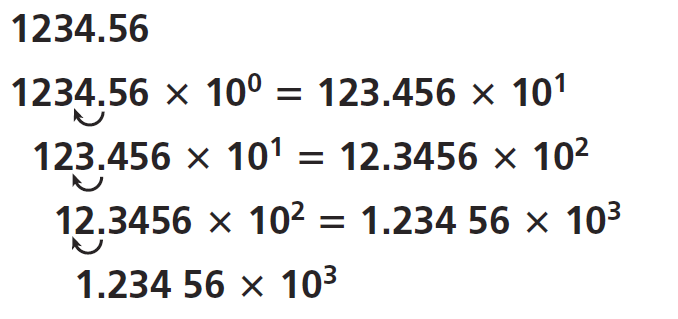 1234.56
1234.56 × 10⁰ = 123.456 × 10¹
123.456 × 10¹ = 12.3456 × 10²
12.3456 × 10² = 1.234 56 × 10³
1.234 56 × 10³